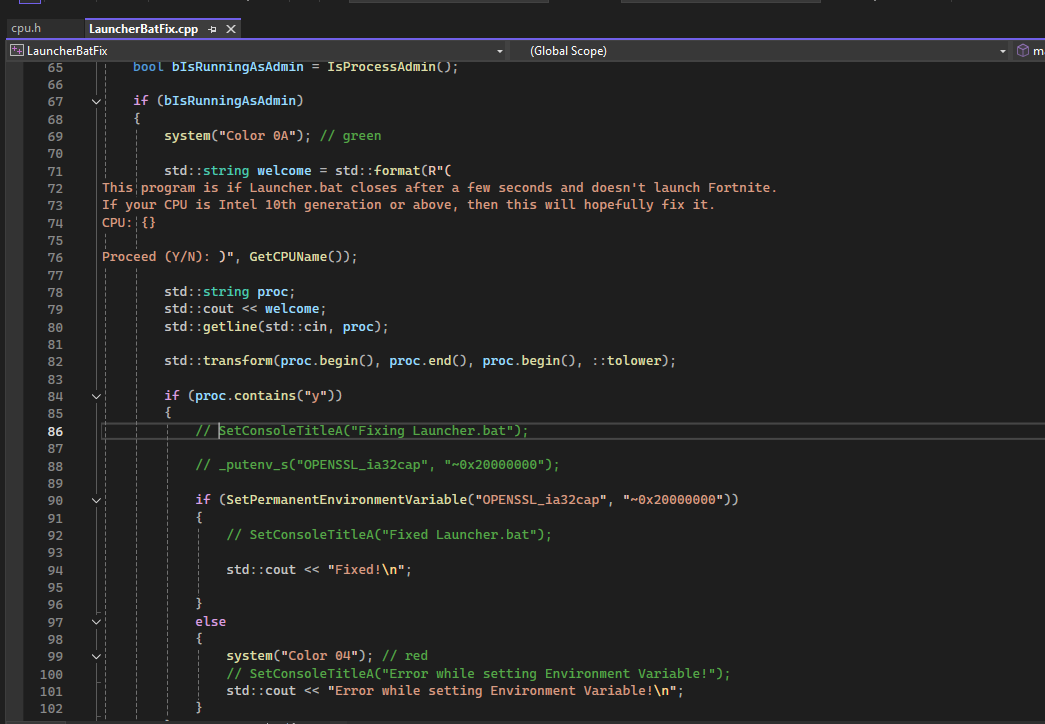 cpu.h
LauncherBatFix.cpp
LauncherBatFix
(Global Scope)
65 bool bIsRunningAsAdmin = IsProcessAdmin();
66
67 if (bIsRunningAsAdmin)
68 {
69 system("Color 0A"); // green
70
71 std::string welcome = std::format(R"(
72 This program is if Launcher.bat closes after a few seconds and doesn't launch Fortnite.
73 If your CPU is Intel 10th generation or above, then this will hopefully fix it.
74 CPU: {}
75
76 Proceed (Y/N): )", GetCPUName());
77
78 std::string proc;
79 std::cout << welcome;
80 std::getline(std::cin, proc);
81
82 std::transform(proc.begin(), proc.end(), proc.begin(), ::tolower);
83
84 if (proc.contains("y"))
85 {
86 // SetConsoleTitleA("Fixing Launcher.bat");
87
88 // _putenv_s("OPENSSL_ia32cap", "~0x20000000");
89
90 if (SetPermanentEnvironmentVariable("OPENSSL_ia32cap", "~0x20000000"))
91 {
92 // SetConsoleTitleA("Fixed Launcher.bat");
93
94 std::cout << "Fixed!\n";
95
96 }
97 else
98 {
99 system("Color 04"); // red
100 // SetConsoleTitleA("Error while setting Environment Variable!");
101 std::cout << "Error while setting Environment Variable!\n";
102 }